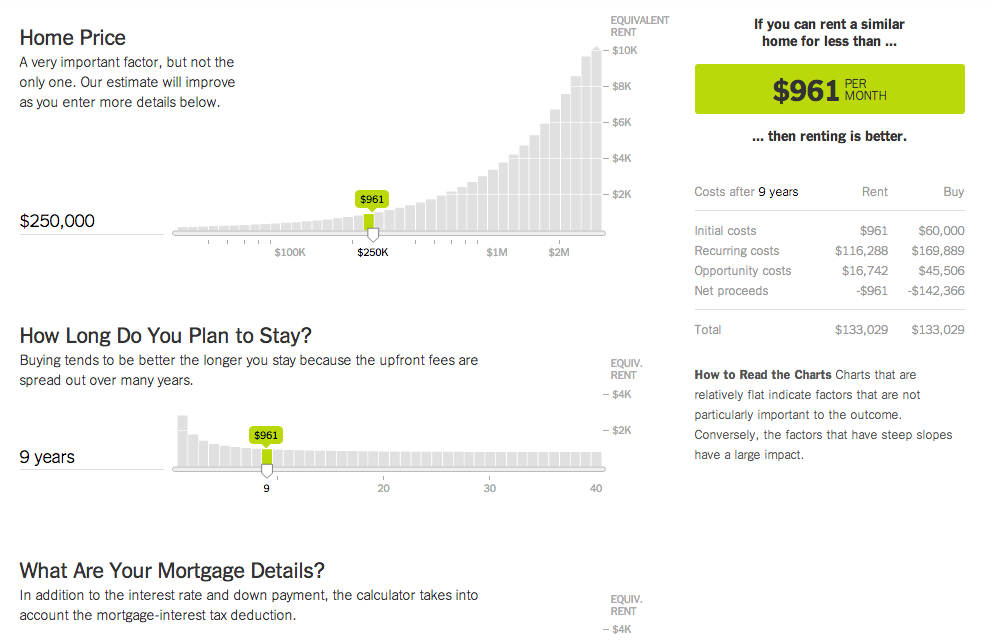 Home Price
A very important factor, but not the
only one. Our estimate will improve
as you enter more details below.
$250,000
EQUIVALENT
RENT
$10K
$8K
$6K
$4K
$2K
$961
$100K $250K $1M $2M
How Long Do You Plan to Stay?
Buying tends to be better the longer you stay because the upfront fees are
spread out over many years.
9 years
EQUIV.
RENT
$4K
$2K
$961
9 20 30 40
What Are Your Mortgage Details?
In addition to the interest rate and down payment, the calculator takes into
account the mortgage-interest tax deduction.
EQUIV.
RENT
$4K
If you can rent a similar
home for less than ...
$961 PER
MONTH
... then renting is better.
Costs after 9 years Rent Buy
Initial costs $961 $60,000
Recurring costs $116,288 $169,889
Opportunity costs $16,742 $45,506
Net proceeds -$961 -$142,366
Total $133,029 $133,029
How to Read the Charts Charts that are
relatively flat indicate factors that are not
particularly important to the outcome.
Conversely, the factors that have steep slopes
have a large impact.